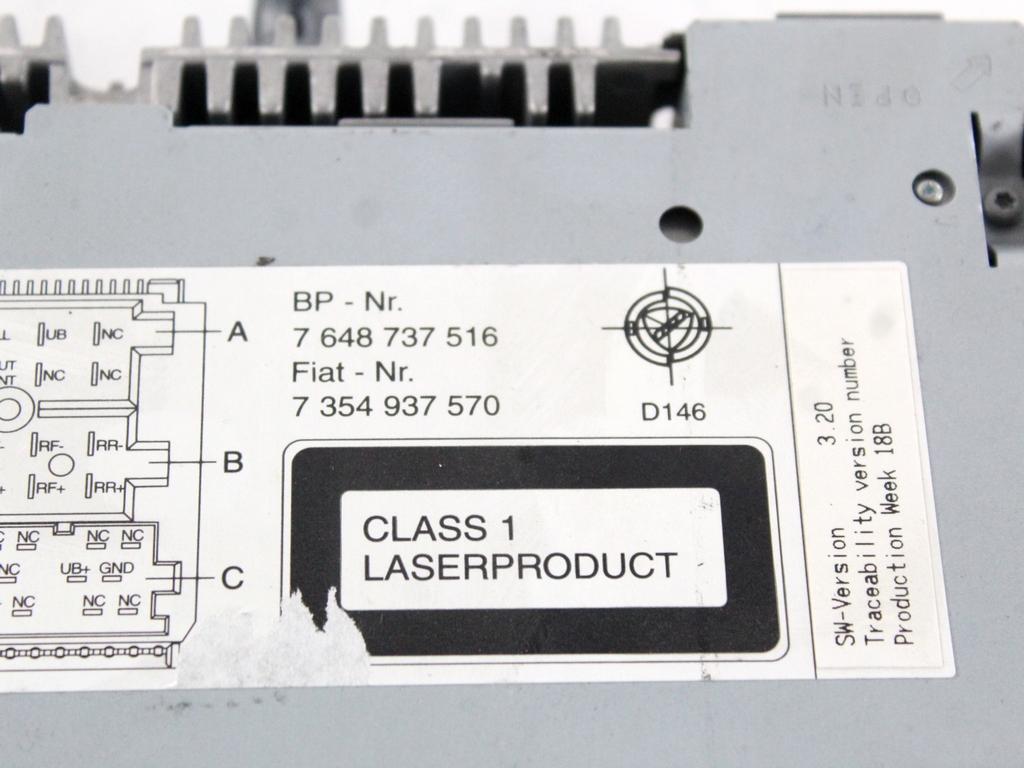 OPEN
BP - Nr.
7 648 737 516
Fiat - Nr.
7 354 937 570
D146
CLASS 1
LASERPRODUCT
SW-Version 3.20
Traceability version number
Production Week 18B
UB NC A
NC NC
RF- RR- B
RF+ RR+
NC NC NC
NC UB+ GND C
NC NC NC